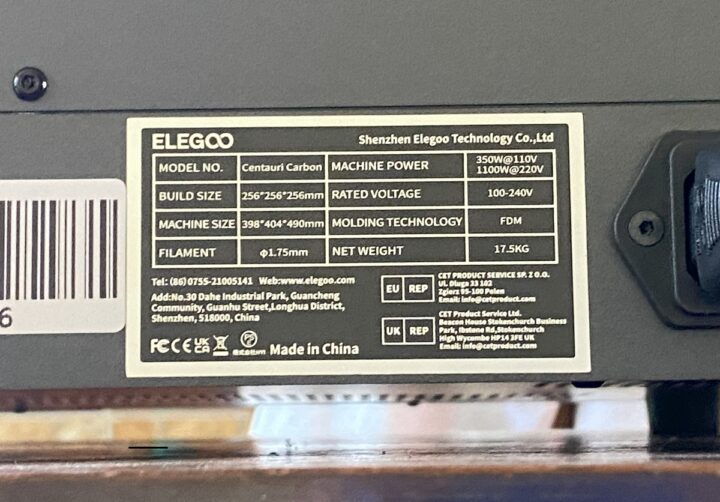 ELEGOO
Shenzhen Elegoo Technology Co.,Ltd
MODEL NO. Centauri Carbon MACHINE POWER 350W@110V
1100W@220V
BUILD SIZE 256*256*256mm RATED VOLTAGE 100-240V
MACHINE SIZE 398*404*490mm MOLDING TECHNOLOGY FDM
FILAMENT φ1.75mm NET WEIGHT 17.5KG
Tel: (86) 0755-21005141 Web:www.elegoo.com
Add:No.30 Dahe Industrial Park, Guancheng
Community, Guanhu Street,Longhua District,
Shenzhen, 518000, China
EU REP
CET PRODUCT SERVICE SP. Z O.O.
Ul. Dluga 33 102
Zgierz 95-100 Polen
Email: info@cetproduct.com
UK REP
CET Product Service Ltd.
Beacon House Stokenchurch Business
Park, Ibstone Rd,Stokenchurch
High Wycombe HP14 3FE UK
Email: info@cetproduct.com
FC CE UK CA
Made in China
6